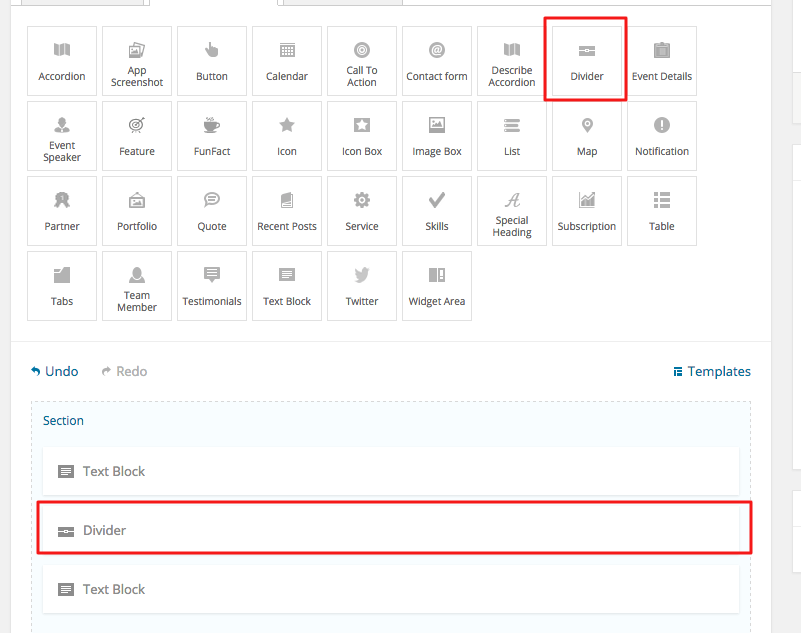 Accordion
App
Screenshot
Button
Calendar
Call To
Action
Contact form
Describe
Accordion
Divider
Event Details
Event
Speaker
Feature
FunFact
Icon
Icon Box
Image Box
List
Map
Notification
Partner
Portfolio
Quote
Recent Posts
Service
Skills
Special
Heading
Subscription
Table
Tabs
Team
Member
Testimonials
Text Block
Twitter
Widget Area
Undo
Redo
Templates
Section
Text Block
Divider
Text Block